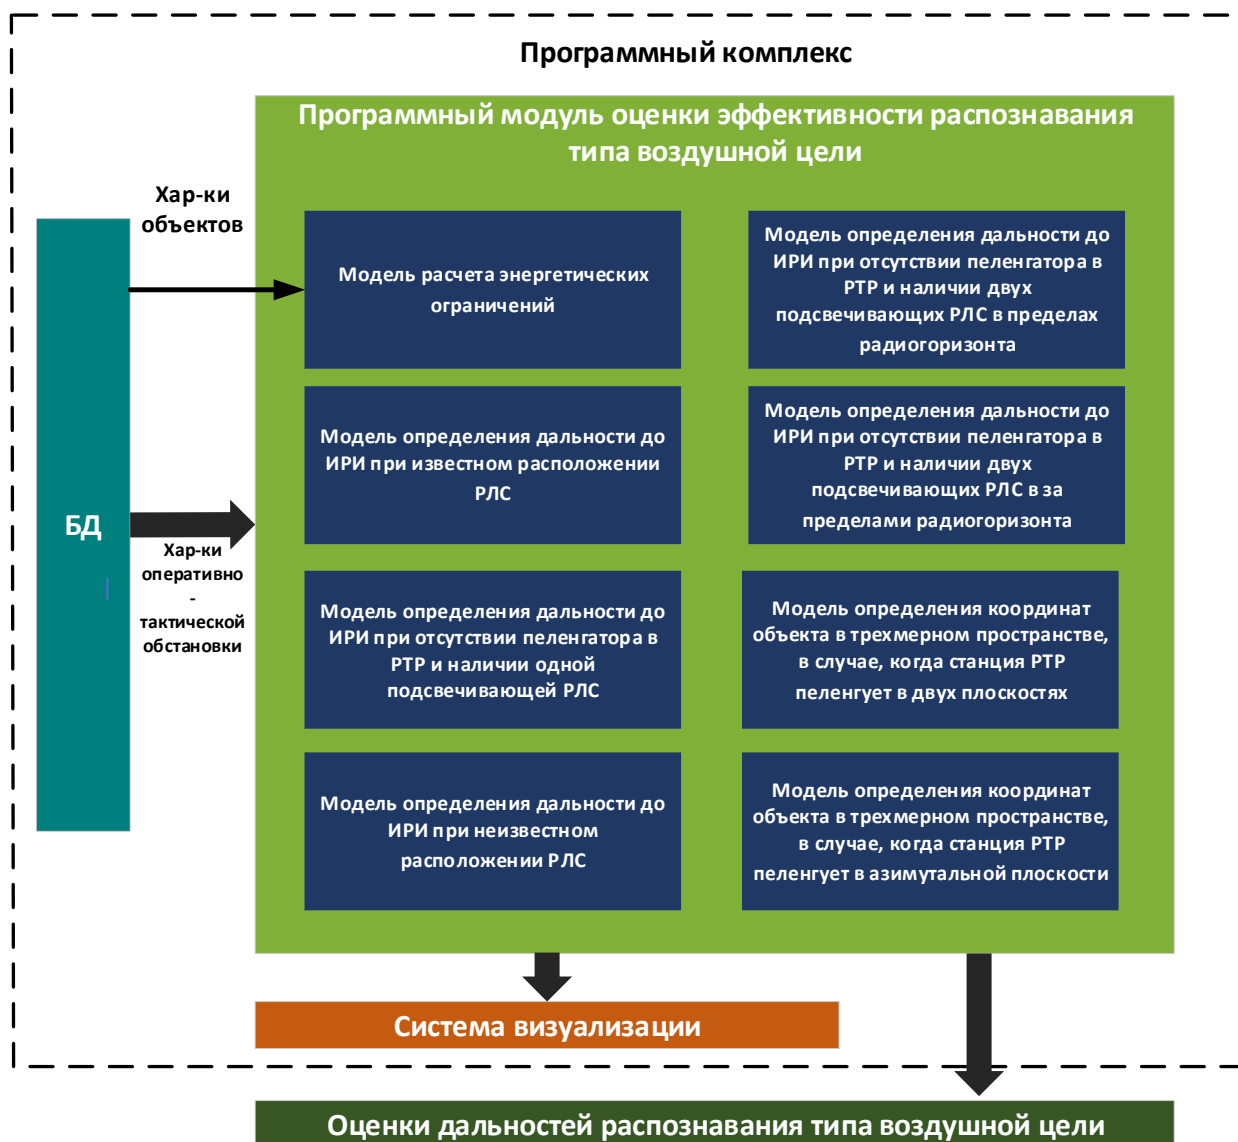 Программный комплекс
Программный модуль оценки эффективности распознавания
типа воздушной цели
Хар-ки
объектов
БД
Хар-ки
оперативно
-
тактической
обстановки
Модель расчета энергетических
ограничений
Модель определения дальности до
ИРИ при отсутствии пеленгатора в
РТР и наличии двух
подсвечивающих РЛС в пределах
радиогоризонта
Модель определения дальности до
ИРИ при известном расположении
РЛС
Модель определения дальности до
ИРИ при отсутствии пеленгатора в
РТР и наличии двух
подсвечивающих РЛС в за
пределами радиогоризонта
Модель определения дальности до
ИРИ при отсутствии пеленгатора в
РТР и наличии одной
подсвечивающей РЛС
Модель определения координат
объекта в трехмерном пространстве,
в случае, когда станция РТР
пеленгует в двух плоскостях
Модель определения дальности до
ИРИ при неизвестном
расположении РЛС
Модель определения координат
объекта в трехмерном пространстве,
в случае, когда станция РТР
пеленгует в азимутальной плоскости
Система визуализации
Оценки дальностей распознавания типа воздушной цели